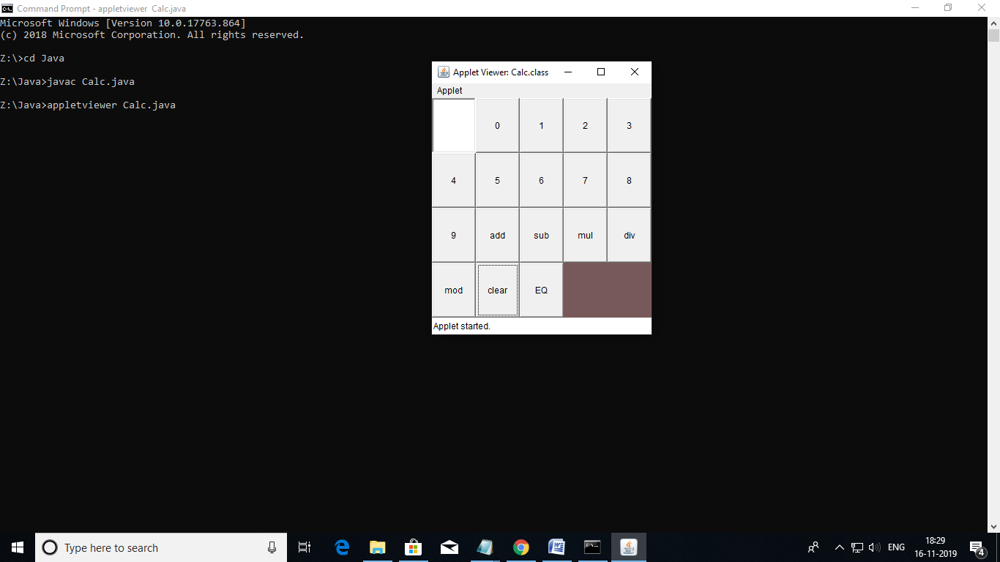 Command Prompt - appletviewer  Calc.java
Microsoft Windows [Version 10.0.17763.864]
(c) 2018 Microsoft Corporation. All rights reserved.
Z:\>cd Java
Z:\Java>javac Calc.java
Z:\Java>appletviewer Calc.java
Applet Viewer: Calc.class
Applet
0 1 2 3
4 5 6 7 8
9 add sub mul div
mod clear EQ
Applet started.
Type here to search
ENG
18:29
16-11-2019
4